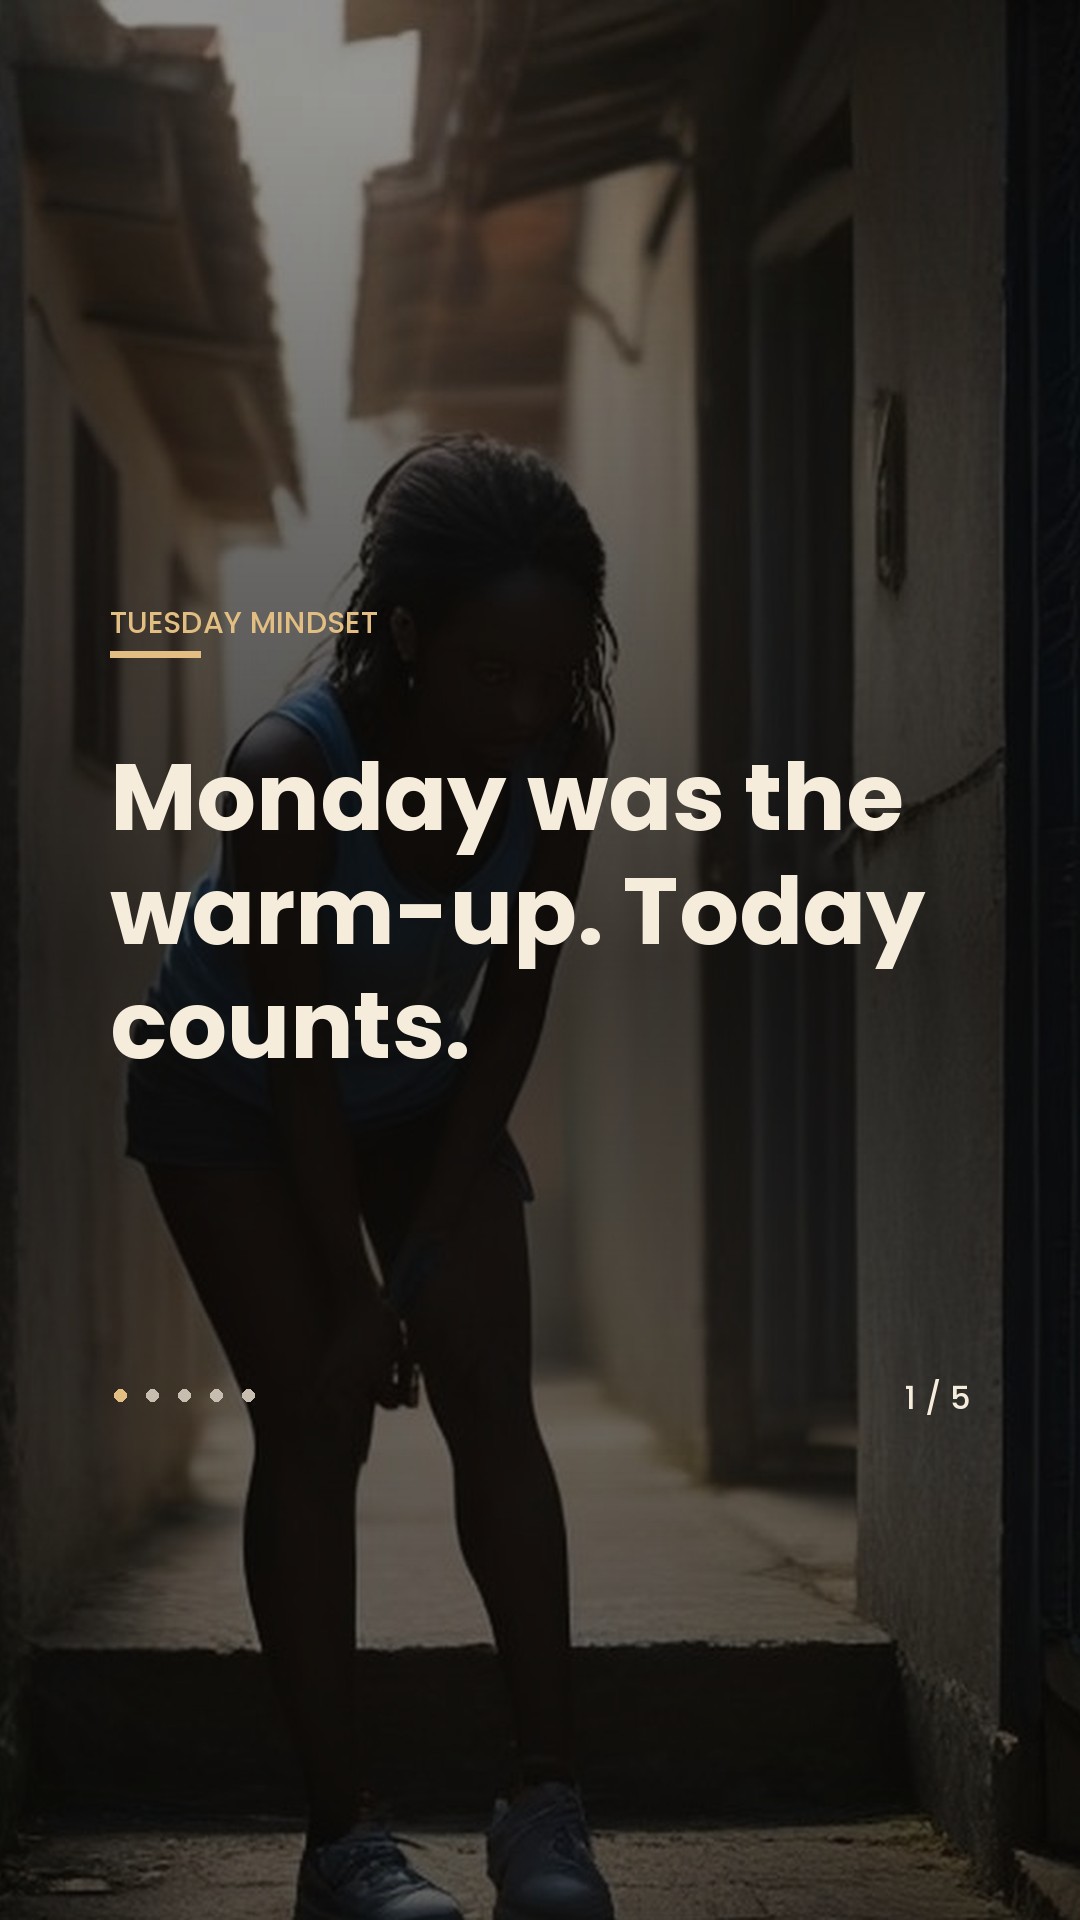 TUESDAY MINDSET
Monday was the
warm-up. Today
counts.
1 / 5